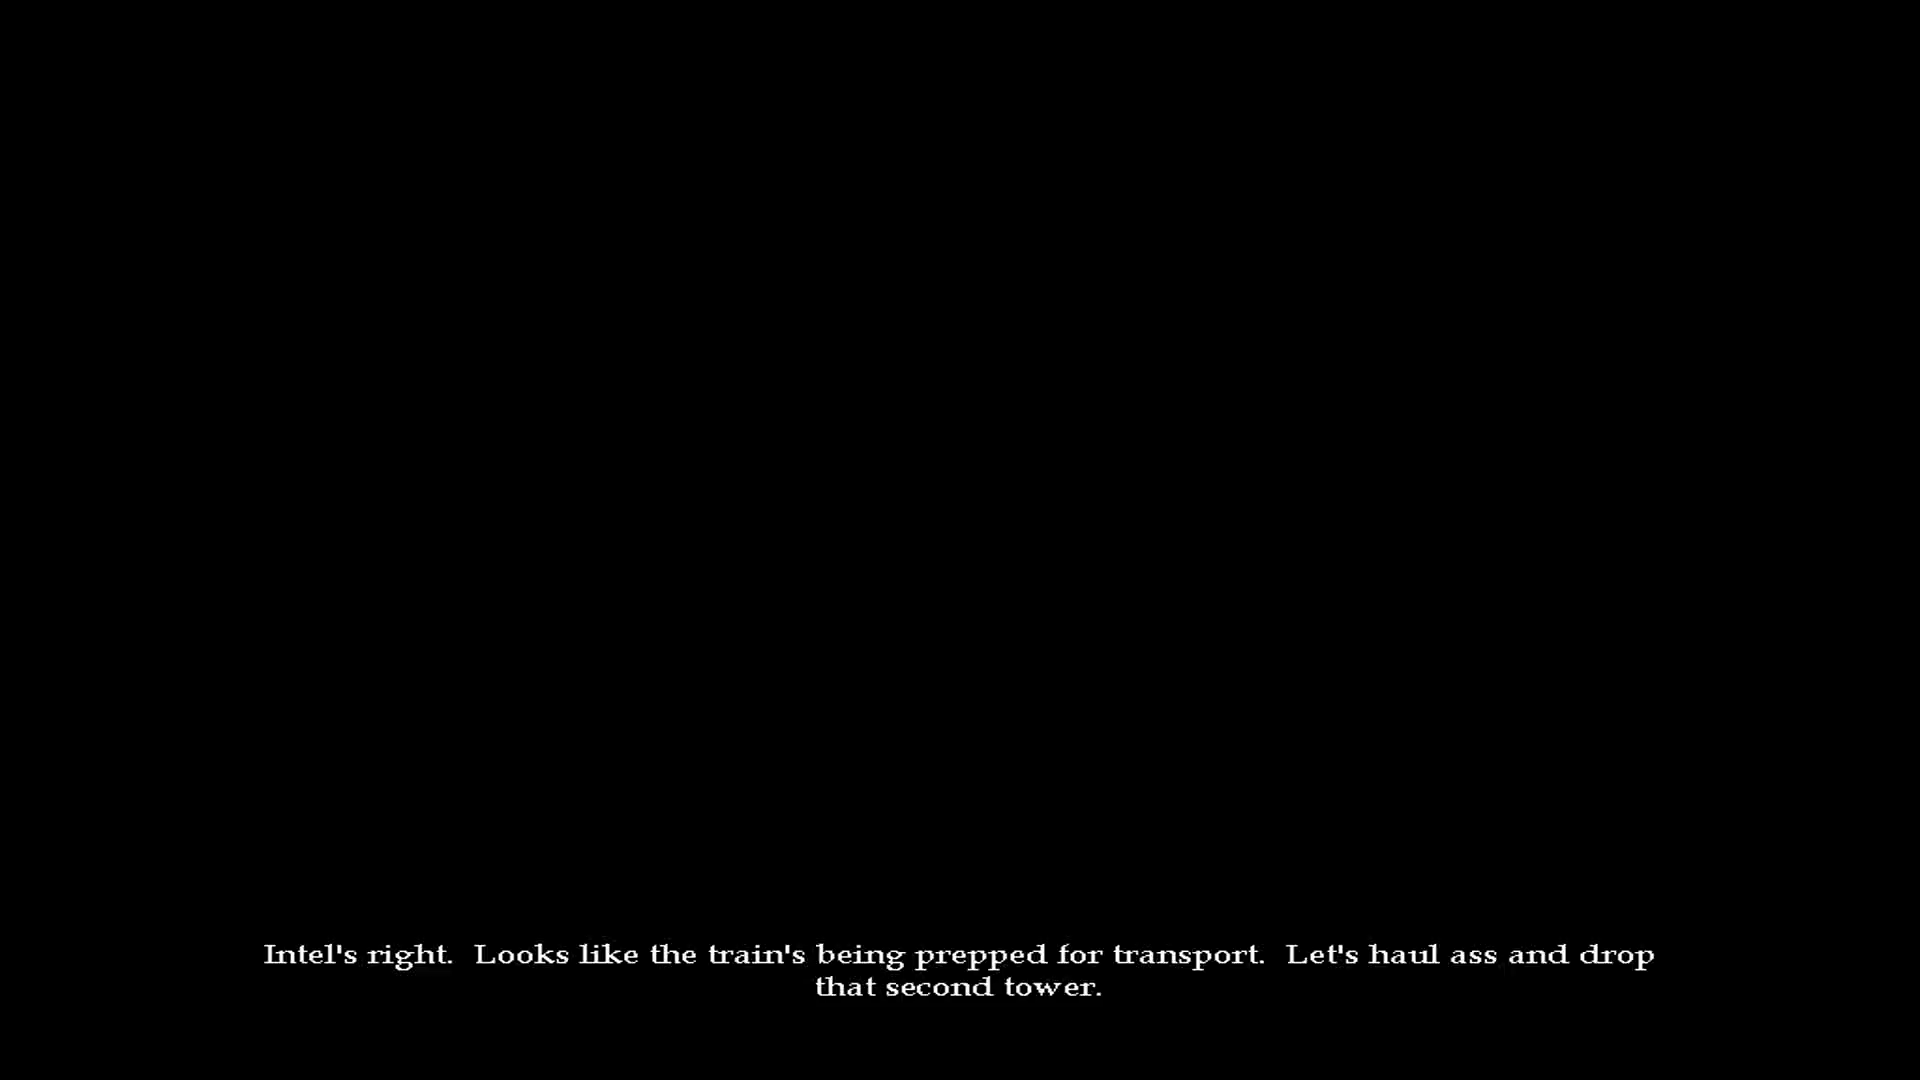 Intel's right.  Looks like the train's being prepped for transport.  Let's haul ass and drop
that second tower.